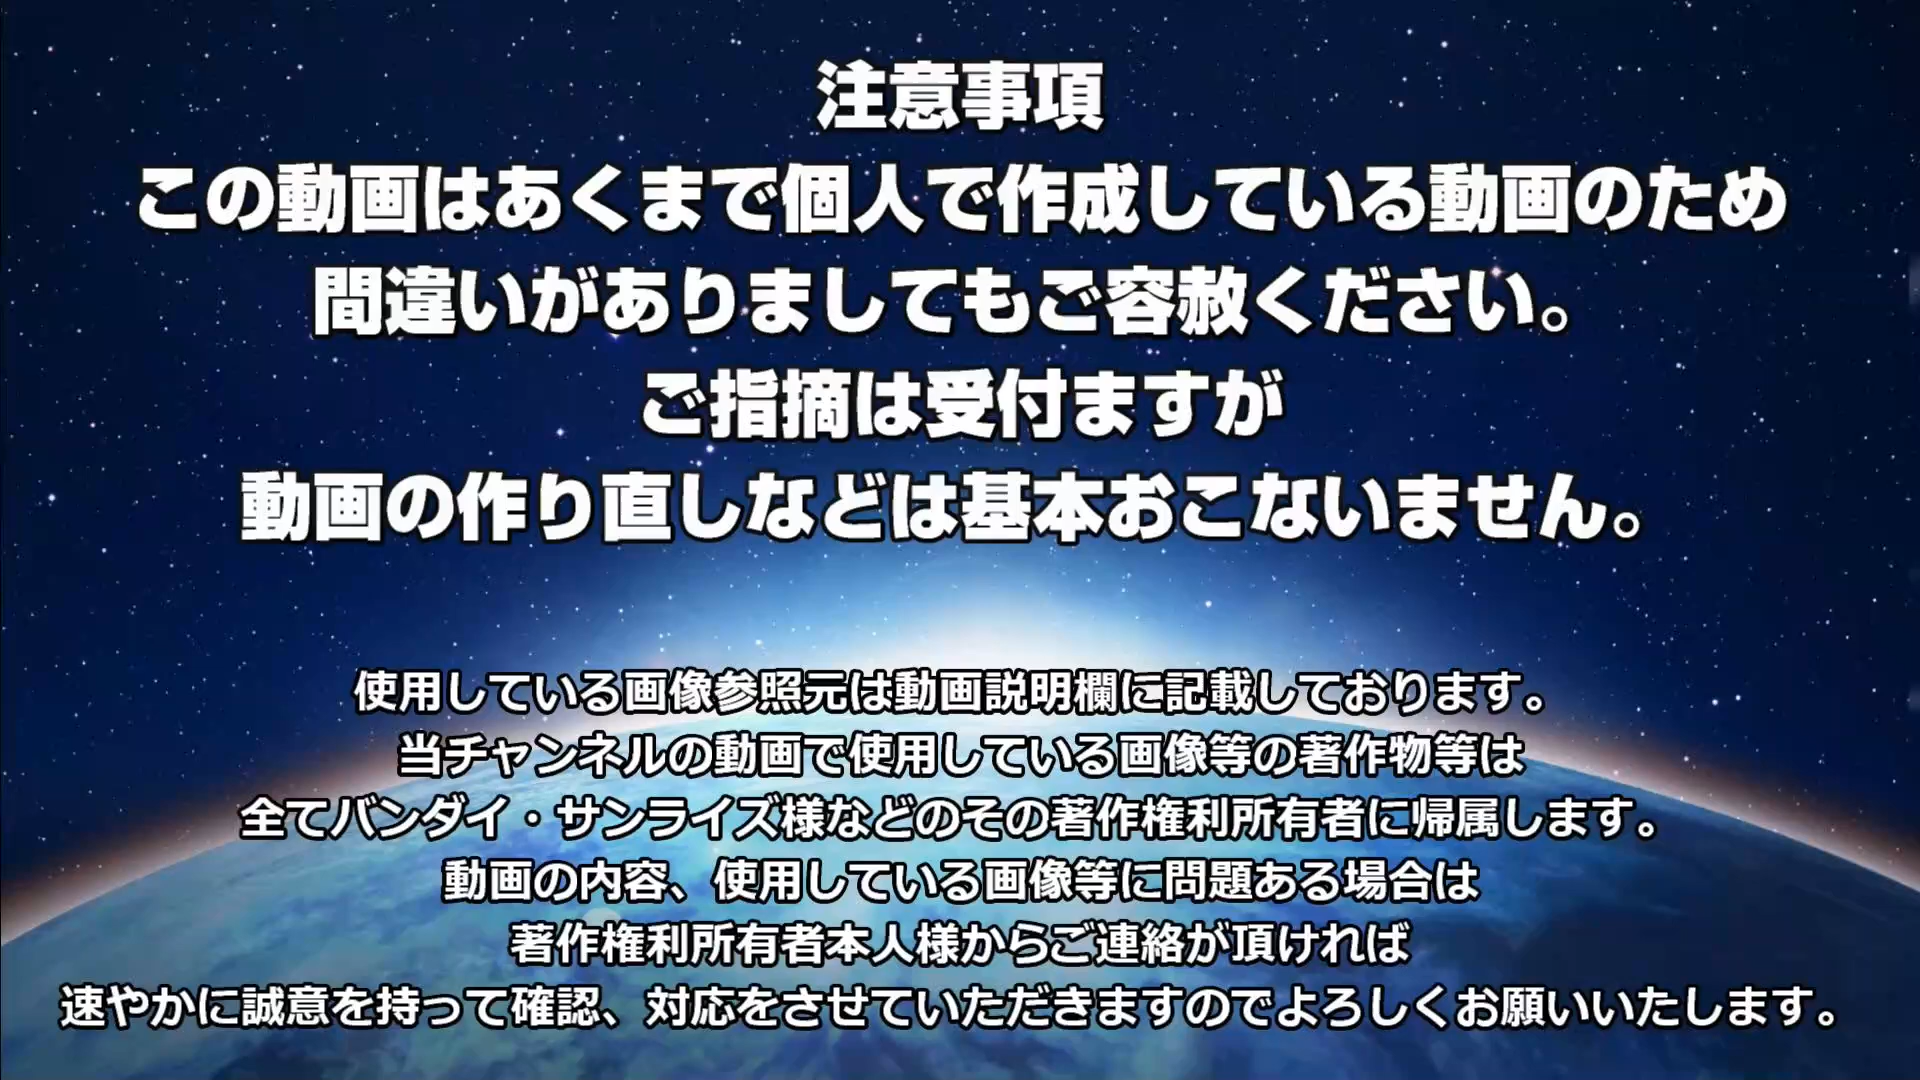 注意事項
この動画はあくまで個人で作成している動画のため
間違いがありましてもご容赦ください。
ご指摘は受付ますが
動画の作り直しなどは基本おこないません。
使用している画像参照元は動画説明欄に記載しております。
当チャンネルの動画で使用している画像等の著作物等は
全てバンダイ・サンライズ様などのその著作権利所有者に帰属します。
動画の内容、使用している画像等に問題ある場合は
著作権利所有者本人様からご連絡が頂ければ
速やかに誠意を持って確認、対応をさせていただきますのでよろしくお願いいたします。